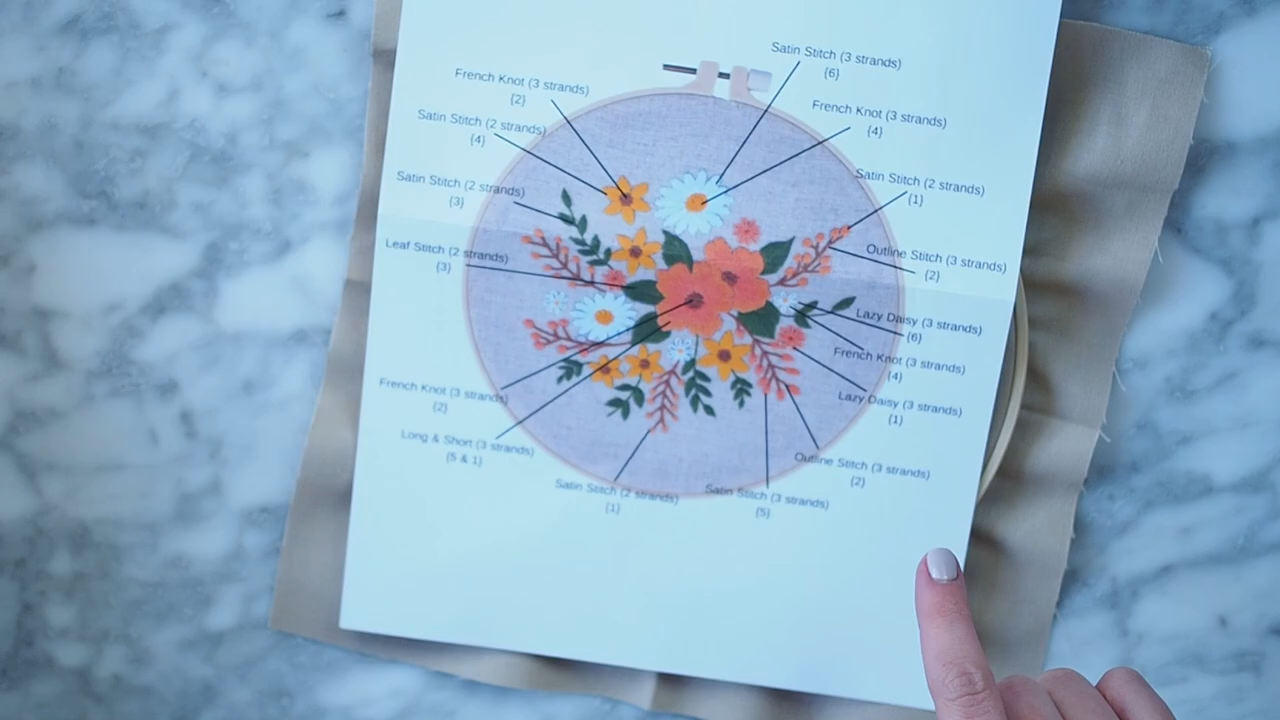 Satin Stitch (3 strands)
{6}
French Knot (3 strands)
{2}
French Knot (3 strands)
{4}
Satin Stitch (2 strands)
{4}
Satin Stitch (2 strands)
{3}
Satin Stitch (2 strands)
{1}
Leaf Stitch (2 strands)
{3}
Outline Stitch (3 strands)
{2}
Lazy Daisy (3 strands)
{6}
French Knot (3 strands)
{4}
French Knot (3 strands)
{2}
Lazy Daisy (3 strands)
{1}
Long & Short (3 strands)
{5 & 1}
Outline Stitch (3 strands)
{2}
Satin Stitch (2 strands)
{1}
Satin Stitch (3 strands)
{5}